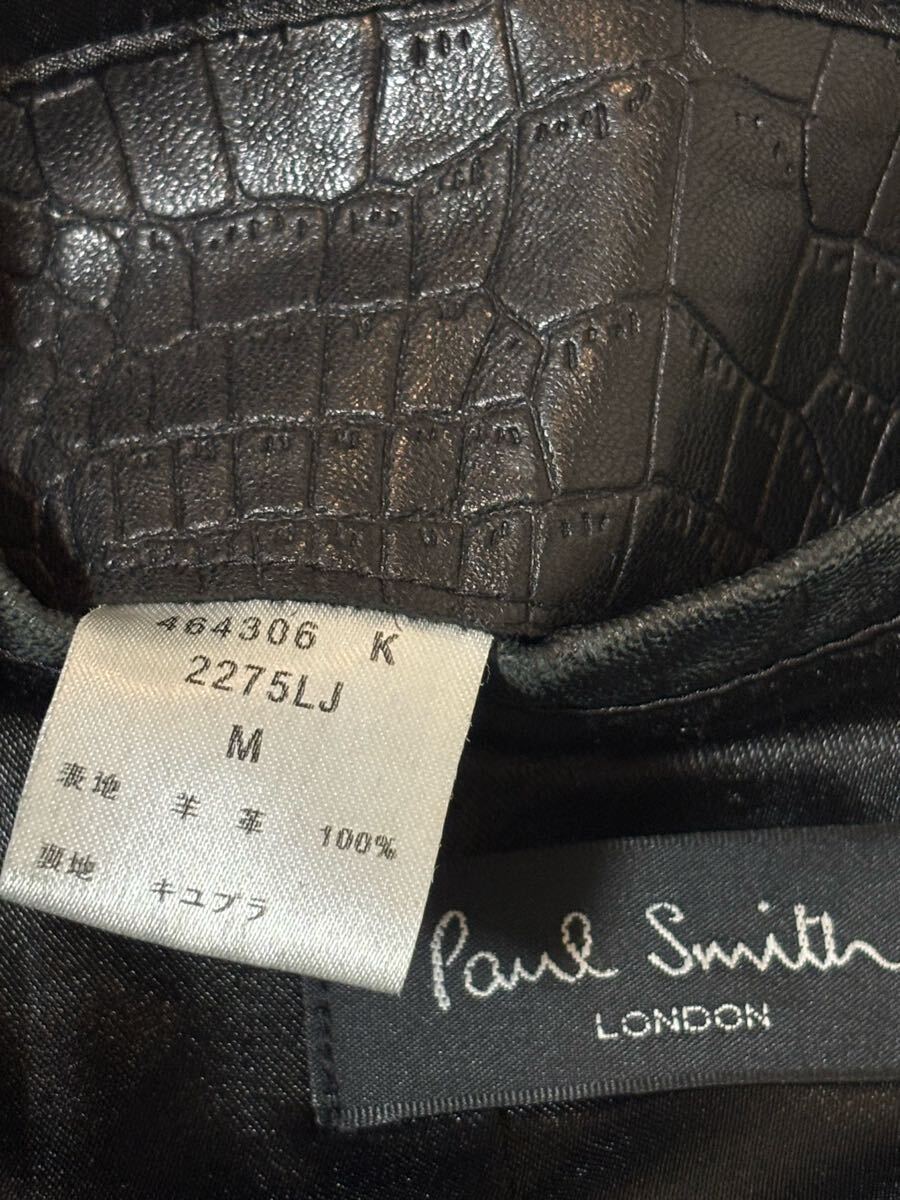 464306 K
2275LJ
M
表地 羊革 100%
裏地 キュプラ
Paul Smith
LONDON